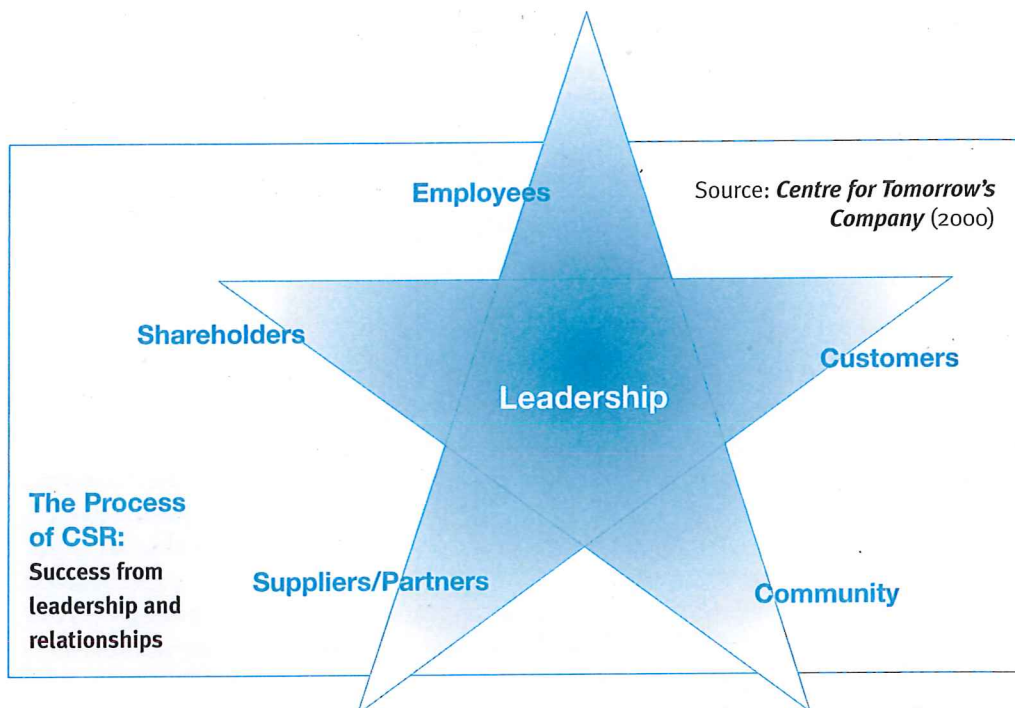 Employees
Source: Centre for Tomorrow's
Company (2000)
Shareholders
Customers
Leadership
The Process
of CSR:
Success from
leadership and
relationships
Suppliers/Partners
Community